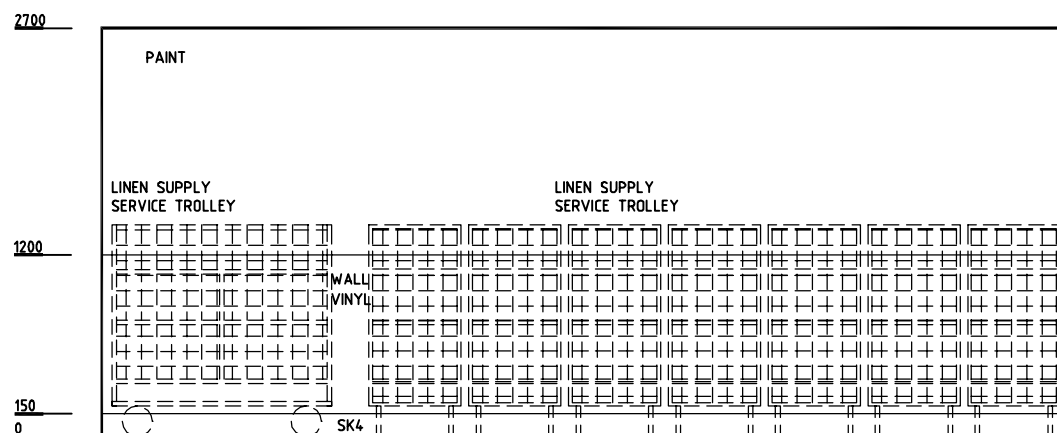 2700
PAINT
LINEN SUPPLY
SERVICE TROLLEY
LINEN SUPPLY
SERVICE TROLLEY
1200
WALL
VINYL
150
0
SK4